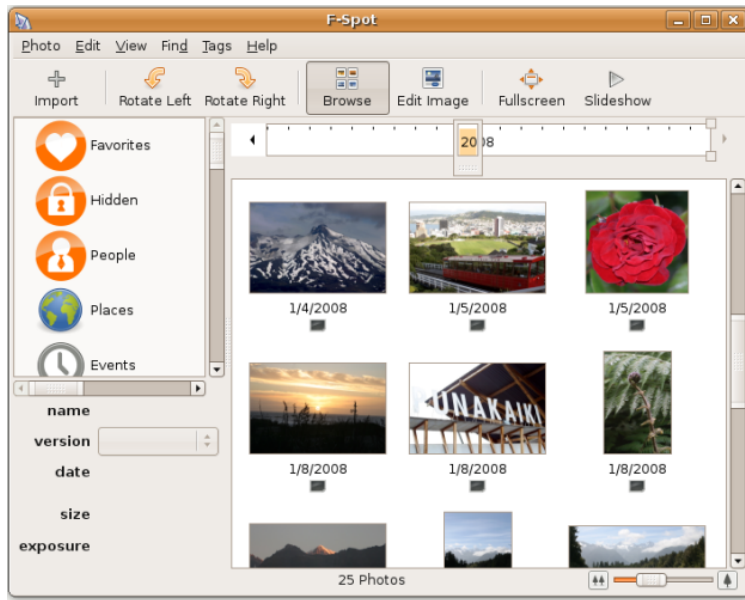 F-Spot
Photo Edit View Find Tags Help
Import Rotate Left Rotate Right Browse Edit Image Fullscreen Slideshow
2008
Favorites
Hidden
People
Places
Events
1/4/2008 1/5/2008 1/5/2008
PUNAKAIKI
1/8/2008 1/8/2008 1/8/2008
name
version
date
size
exposure
25 Photos